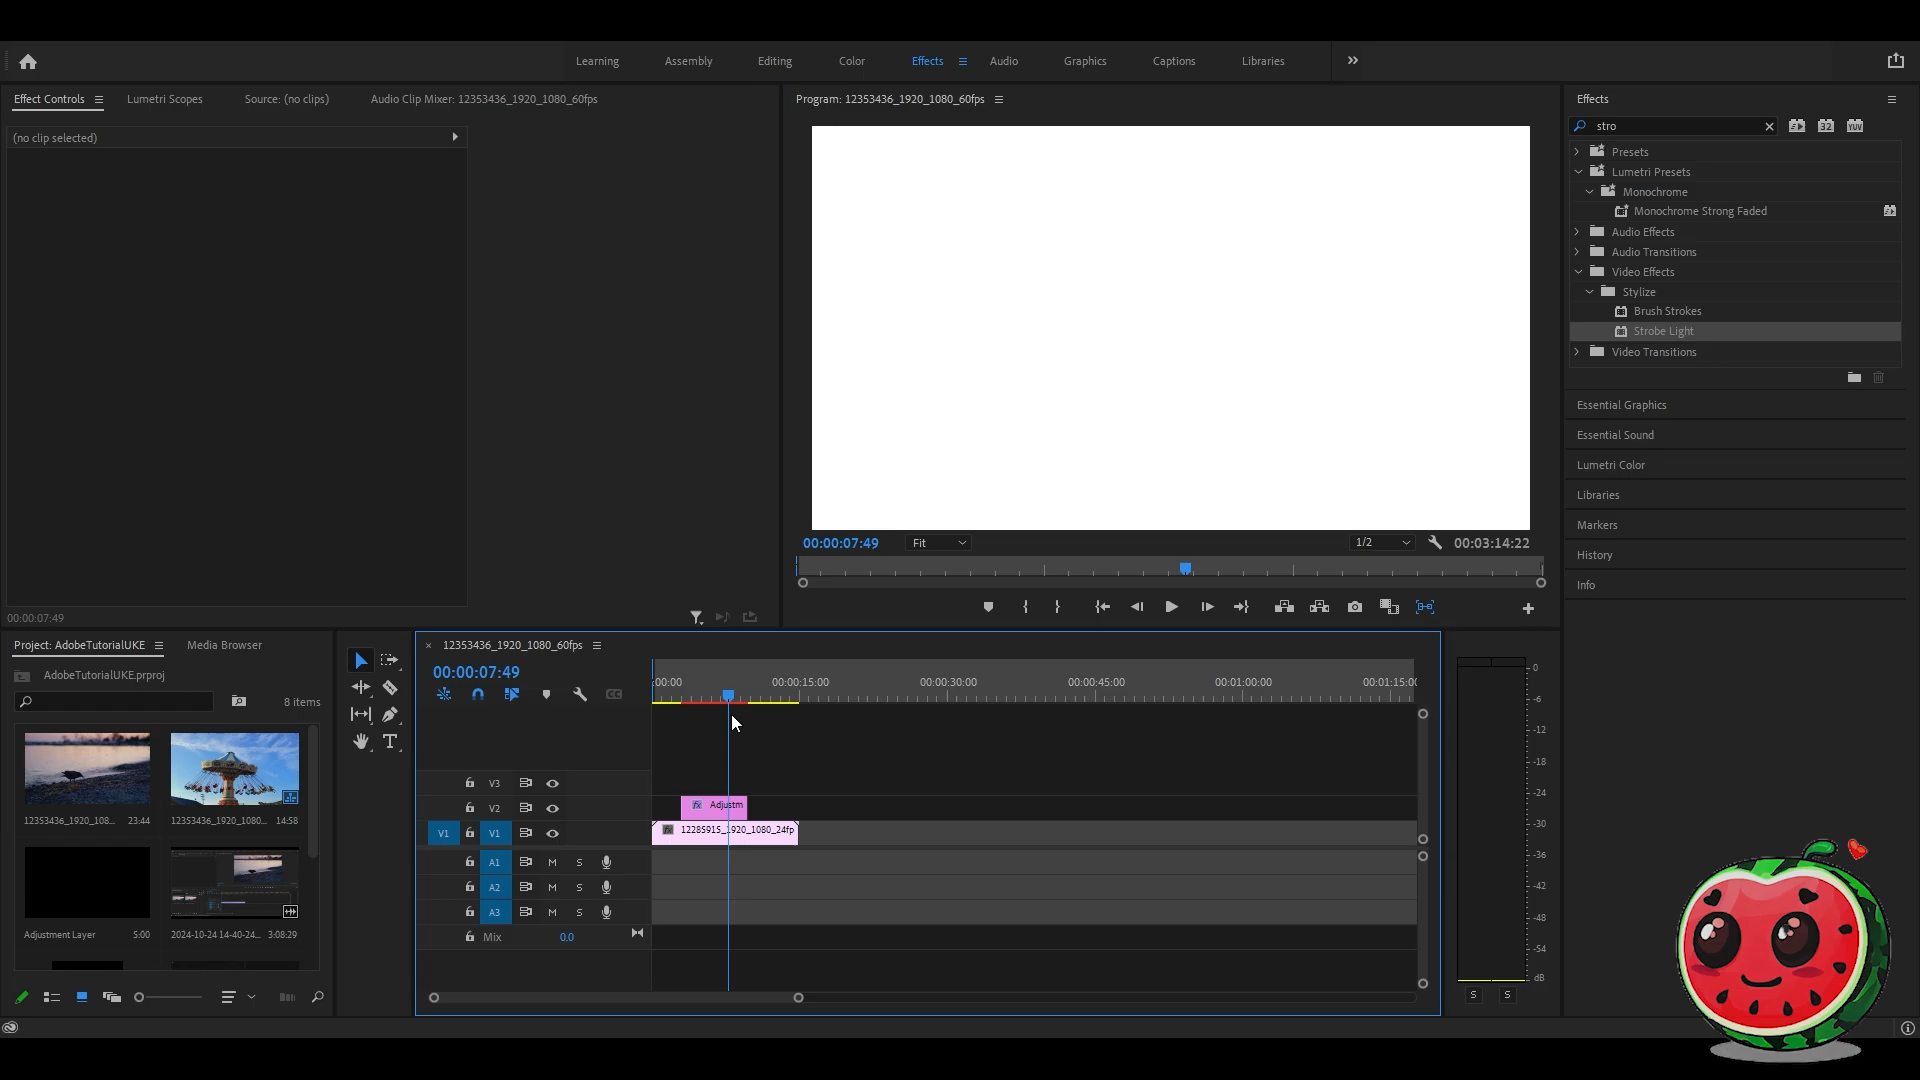 Learning
Assembly
Editing
Color
Effects
Audio
Graphics
Captions
Libraries
Effect Controls
Lumetri Scopes
Source: (no clips)
Audio Clip Mixer: 12353436_1920_1080_60fps
(no clip selected)
00:00:07:49
Program: 12353436_1920_1080_60fps
00:00:07:49
Fit
1/2
00:03:14:22
Effects
stro
32
YUV
Presets
Lumetri Presets
Monochrome
Monochrome Strong Faded
Audio Effects
Audio Transitions
Video Effects
Stylize
Brush Strokes
Strobe Light
Video Transitions
Essential Graphics
Essential Sound
Lumetri Color
Libraries
Markers
History
Info
Project: AdobeTutorialUKE
Media Browser
AdobeTutorialUKE.prproj
8 items
12353436_1920_108... 23:44
12353436_1920_1080... 14:58
Adjustment Layer 5:00
2024-10-24 14-40-24... 3:08:29
12353436_1920_1080_60fps
00:00:07:49
:00:00
00:00:15:00
00:00:30:00
00:00:45:00
00:01:00:00
00:01:15:00
V3
V2
Adjustm
V1 V1
12285915_1920_1080_24fp
A1 M S
A2 M S
A3 M S
Mix 0.0
0
-6
-12
-18
-24
-30
-36
-42
-48
-54
dB
S S